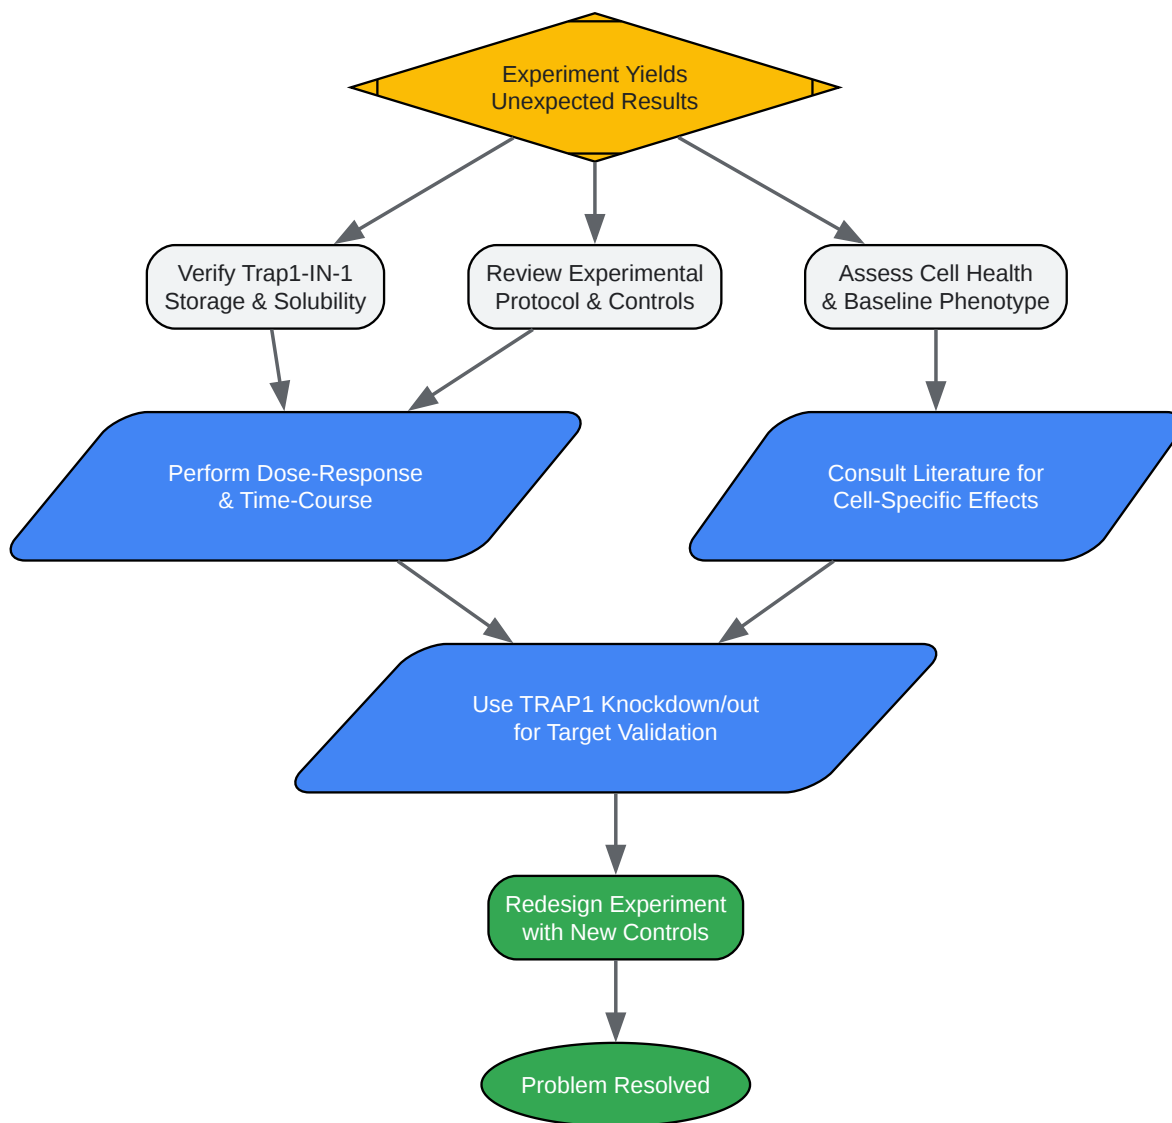 Experiment Yields
Unexpected Results
Verify Trap1-IN-1
Storage & Solubility
Review Experimental
Protocol & Controls
Assess Cell Health
& Baseline Phenotype
Perform Dose-Response
& Time-Course
Consult Literature for
Cell-Specific Effects
Use TRAP1 Knockdown/out
for Target Validation
Redesign Experiment
with New Controls
Problem Resolved